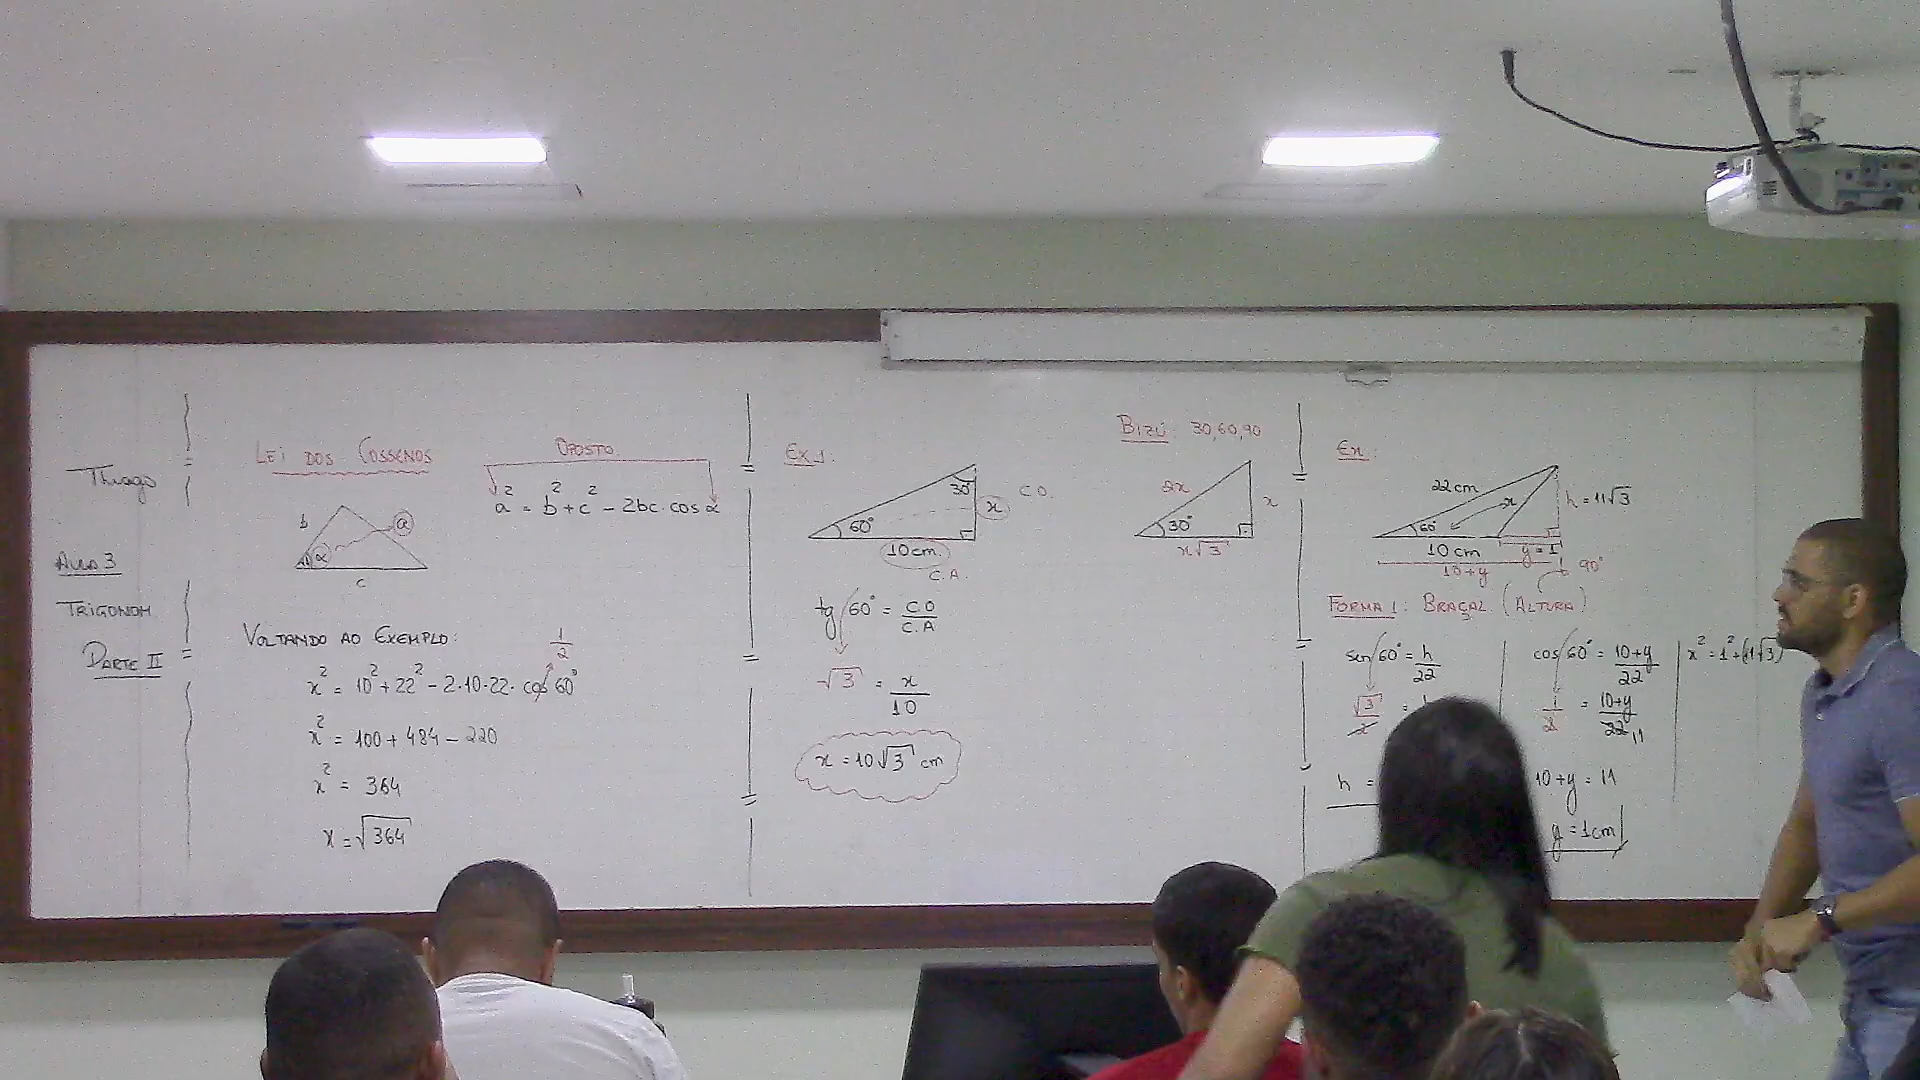 Thiago
Aula 3
TRIGONOM.
PARTE II
LEI DOS COSSENOS
OPOSTO
a² = b² + c² - 2bc.cos α
b
a
α
c
VOLTANDO AO EXEMPLO:
1/2
x² = 10² + 22² - 2.10.22.cos 60°
x² = 100 + 484 - 220
x² = 364
x = √364
EX1:
30°
60°
x
C.O.
10cm.
C.A.
tg 60° = C.O/C.A
√3 = x/10
x = 10√3 cm
BIZÚ: 30,60,90
2x
x
30°
x√3
Ex:
22cm
x
h = 11√3
60°
10 cm
y = 1
10+y
90°
FORMA 1: BRAÇAL (ALTURA)
sen 60° = h/22
√3/2 =
h =
cos 60° = 10+y/22
1/2 = 10+y/22 11
10+y = 11
y = 1cm
x² = 1² + (11√3)